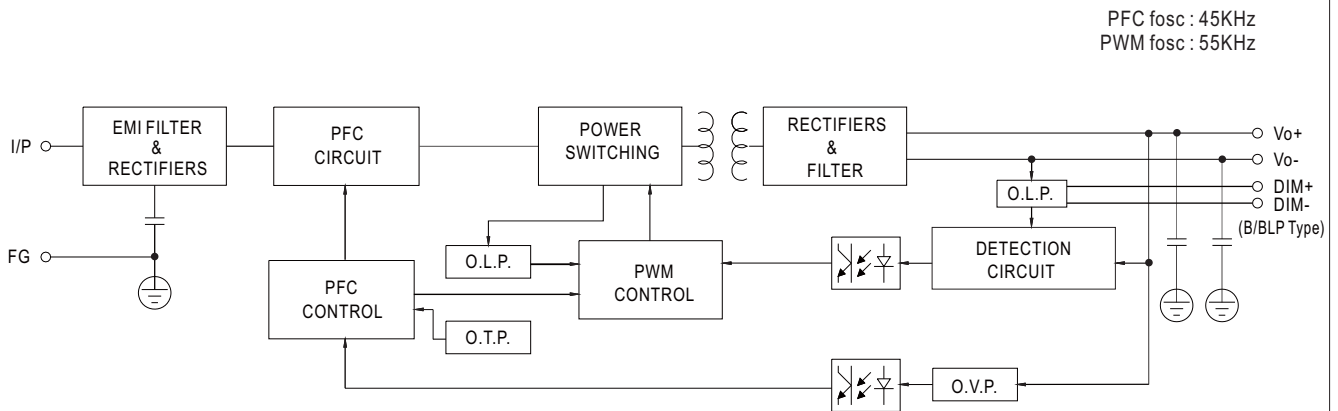 PFC fosc : 45KHz
PWM fosc : 55KHz
I/P
EMI FILTER
&
RECTIFIERS
PFC
CIRCUIT
POWER
SWITCHING
RECTIFIERS
&
FILTER
Vo+
Vo-
DIM+
DIM-
(B/BLP Type)
O.L.P.
FG
O.L.P.
PWM
CONTROL
DETECTION
CIRCUIT
PFC
CONTROL
O.T.P.
O.V.P.